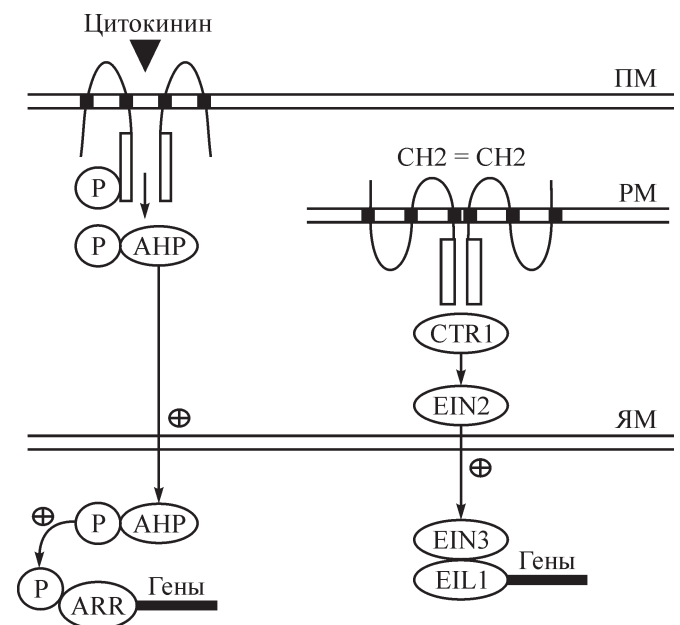 Цитокинин
ПМ
CH2 = CH2
P
PM
P AHP
CTR1
EIN2
ЯМ
P AHP
EIN3
P
Гены
EIL1
Гены
ARR